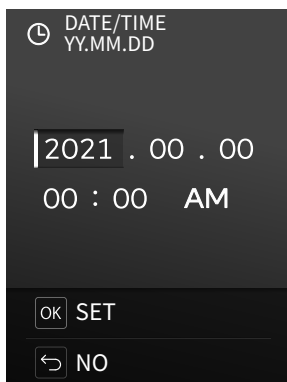 DATE/TIME
YY.MM.DD
2021 . 00 . 00
00 : 00 AM
OK SET
NO